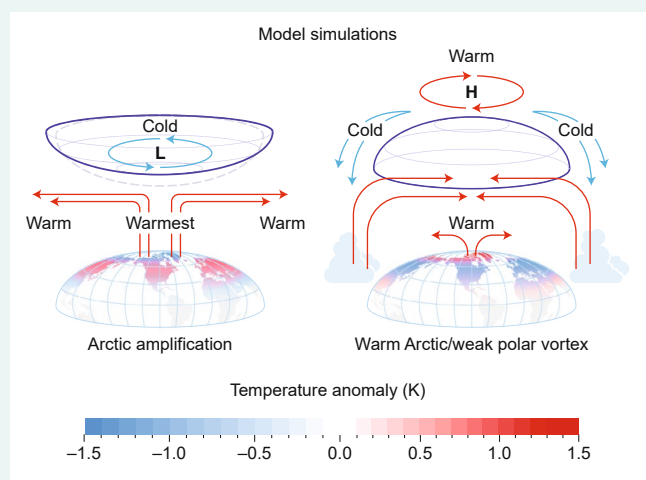 Model simulations
Cold
L
Warm
Warmest
Warm
Arctic amplification
Warm
H
Cold
Cold
Warm
Warm Arctic/weak polar vortex
Temperature anomaly (K)
–1.5
–1.0
–0.5
0.0
0.5
1.0
1.5